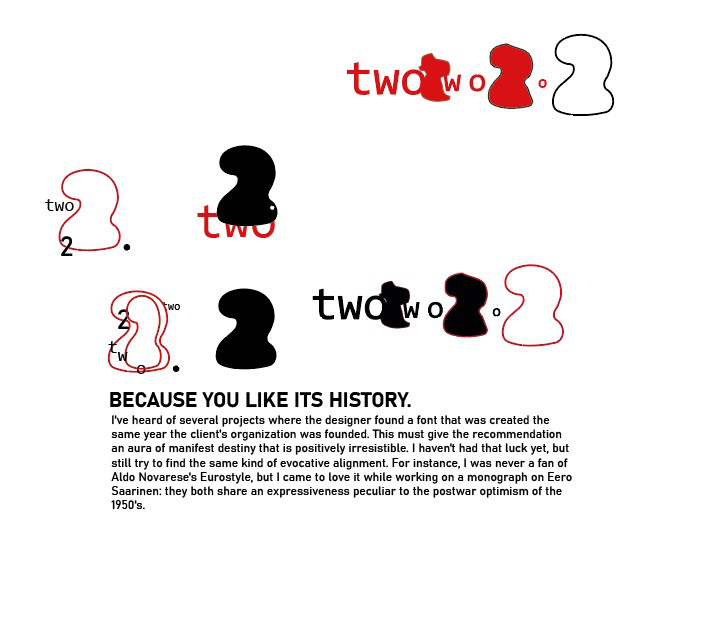 two w o o
two
2 .
two
2 two
t w o .
two w o o
BECAUSE YOU LIKE ITS HISTORY.
I've heard of several projects where the designer found a font that was created the
same year the client's organization was founded. This must give the recommendation
an aura of manifest destiny that is positively irresistible. I haven't had that luck yet, but
still try to find the same kind of evocative alignment. For instance, I was never a fan of
Aldo Novarese's Eurostyle, but I came to love it while working on a monograph on Eero
Saarinen: they both share an expressiveness peculiar to the postwar optimism of the
1950's.